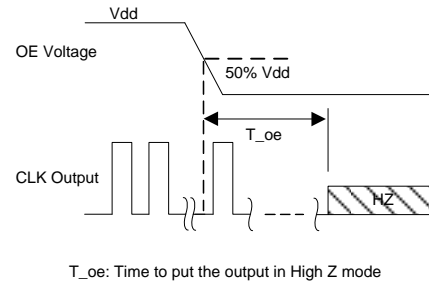 Vdd
OE Voltage
50% Vdd
T_oe
CLK Output
HZ
T_oe: Time to put the output in High Z mode